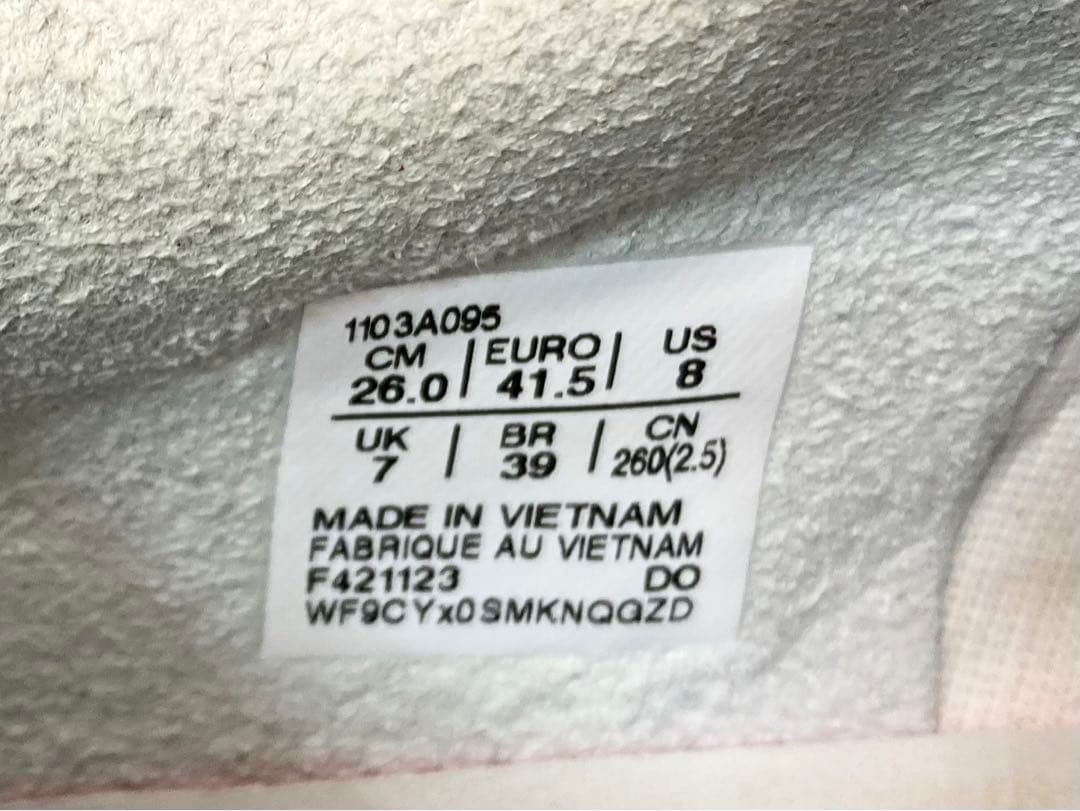 1103A095
CM | EURO | US
26.0 | 41.5 | 8
UK | BR | CN
7 | 39 | 260(2.5)
MADE IN VIETNAM
FABRIQUE AU VIETNAM
F421123 DO
WF9CYx0SMKNQQZD